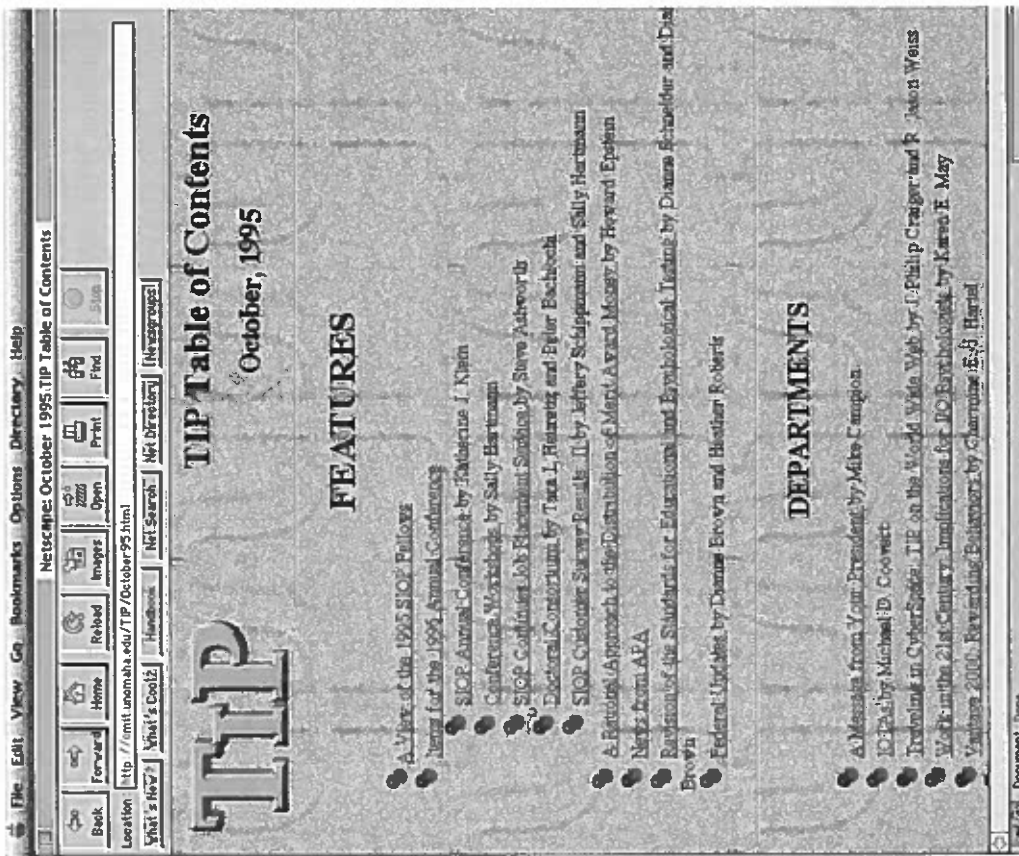 File Edit View Go Bookmarks Options Directory Help
Netscape: October 1995 TIP Table of Contents
Back Forward Home Reload Images Open Print Find Stop
Location: http://cmit.unomaha.edu/TIP/October95.html
What's New? What's Cool? Handbook Net Search Net Directory Newsgroups
TIP
TIP Table of Contents
October, 1995
FEATURES
A View of the 1995 SIOP Fellows
Items for the 1996 Annual Conference
SIOP Annual Conference by Katherine J. Klein
Conference Workshops by Sally Hartmann
SIOP Continues Job Placement Service by Steve Ashworth
Doctoral Consortium by Tara L. and Peter Bachiochi
SIOP Customer Survey Results II by Jeffery Schippmann and Sally Hartmann
A Rational Approach to the Distribution of Merit Award Money by Howard Epstein
News from APA
Revision of the Standards for Educational and Psychological Testing by Dianne Schneider and
Brown
Federal Updates by Dianne Brown and Heather Roberts
DEPARTMENTS
A Message from Your President by Mike Campion
IOTAs by Michael D. Coovert
Traveling in CyberSpace: TIP on the World Wide Web by J. Philip Craiger and R. Jason Weiss
Work in the 21st Century: Implications for I/O Psychologists by Karen E. May
Vantage 2000: Rewarding Behaviors by Charmine E.J. Hartel
Document Done